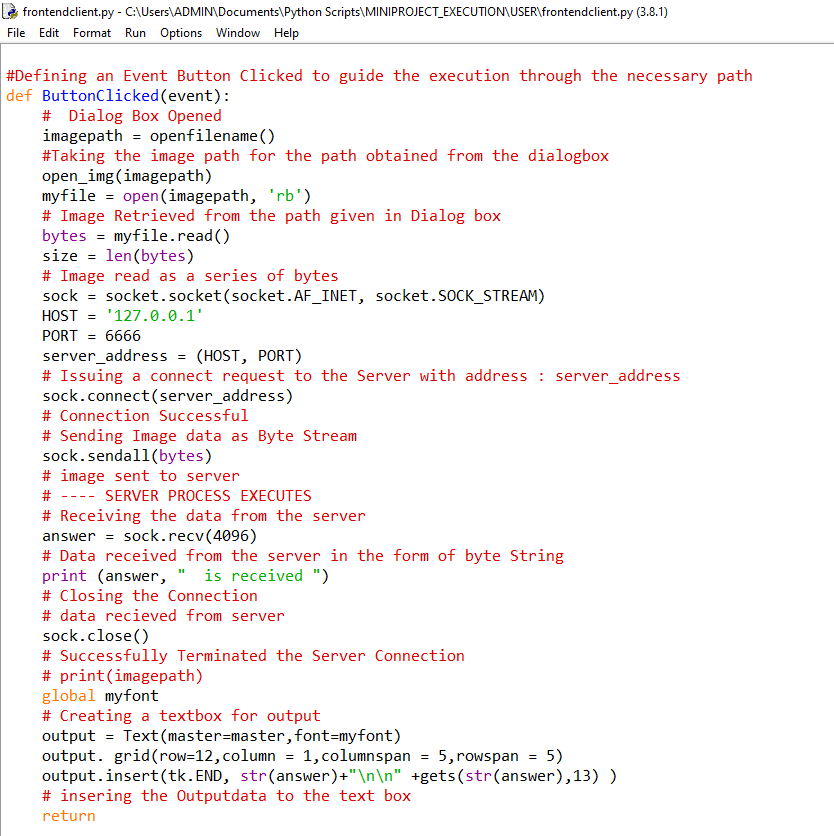 frontendclient.py - C:\Users\ADMIN\Documents\Python Scripts\MINIPROJECT_EXECUTION\USER\frontendclient.py (3.8.1)
File Edit Format Run Options Window Help
#Defining an Event Button Clicked to guide the execution through the necessary path
def ButtonClicked(event):
    #  Dialog Box Opened
    imagepath = openfilename()
    #Taking the image path for the path obtained from the dialogbox
    open_img(imagepath)
    myfile = open(imagepath, 'rb')
    # Image Retrieved from the path given in Dialog box
    bytes = myfile.read()
    size = len(bytes)
    # Image read as a series of bytes
    sock = socket.socket(socket.AF_INET, socket.SOCK_STREAM)
    HOST = '127.0.0.1'
    PORT = 6666
    server_address = (HOST, PORT)
    # Issuing a connect request to the Server with address : server_address
    sock.connect(server_address)
    # Connection Successful
    # Sending Image data as Byte Stream
    sock.sendall(bytes)
    # image sent to server
    # ---- SERVER PROCESS EXECUTES
    # Receiving the data from the server
    answer = sock.recv(4096)
    # Data received from the server in the form of byte String
    print (answer, "  is received ")
    # Closing the Connection
    # data recieved from server
    sock.close()
    # Successfully Terminated the Server Connection
    # print(imagepath)
    global myfont
    # Creating a textbox for output
    output = Text(master=master,font=myfont)
    output. grid(row=12,column = 1,columnspan = 5,rowspan = 5)
    output.insert(tk.END, str(answer)+"\n\n" +gets(str(answer),13) )
    # insering the Outputdata to the text box
    return